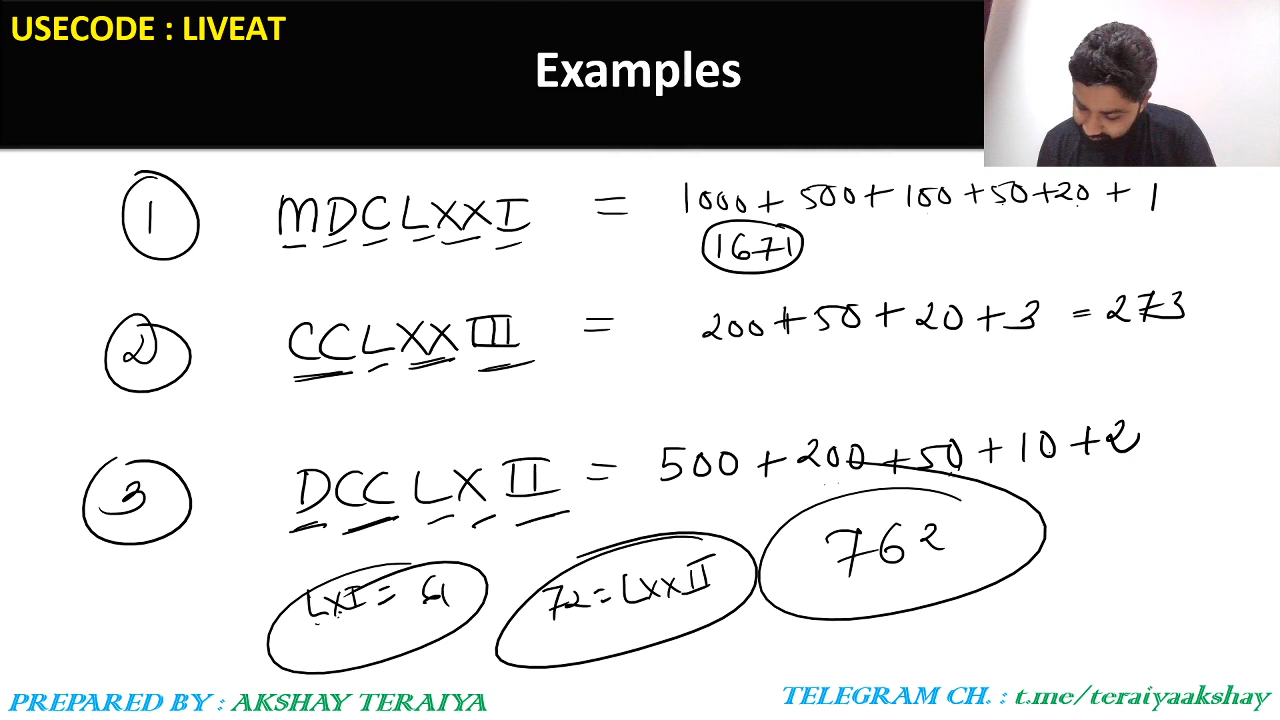 USECODE : LIVEAT
Examples
1 MDCLXXI = 1000 + 500 + 100 + 50 + 20 + 1
1671
2 CCLXXIII = 200 + 50 + 20 + 3 = 273
3 DCCLXII = 500 + 200 + 50 + 10 + 2
762
LXI = 61 72 = LXXII
PREPARED BY : AKSHAY TERAIYA TELEGRAM CH. : t.me/teraiyaakshay